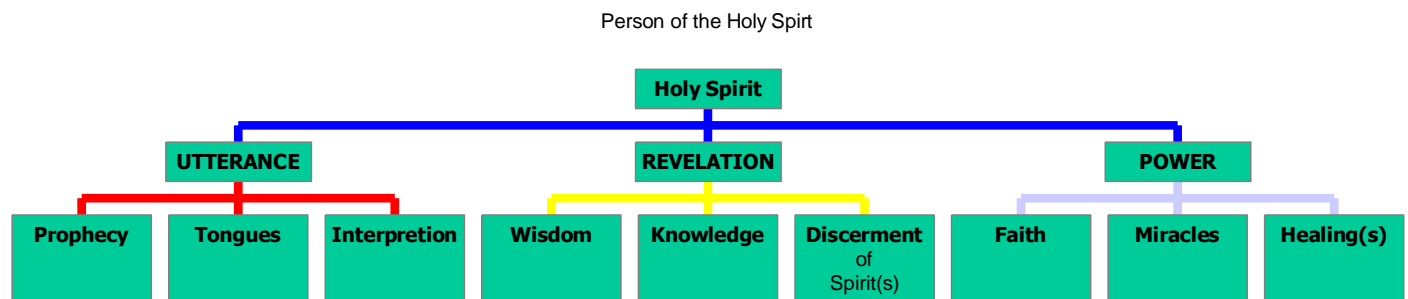 Person of the Holy Spirt
Holy Spirit
UTTERANCE
REVELATION
POWER
Prophecy
Tongues
Interpretion
Wisdom
Knowledge
Discerment
of
Spirit(s)
Faith
Miracles
Healing(s)